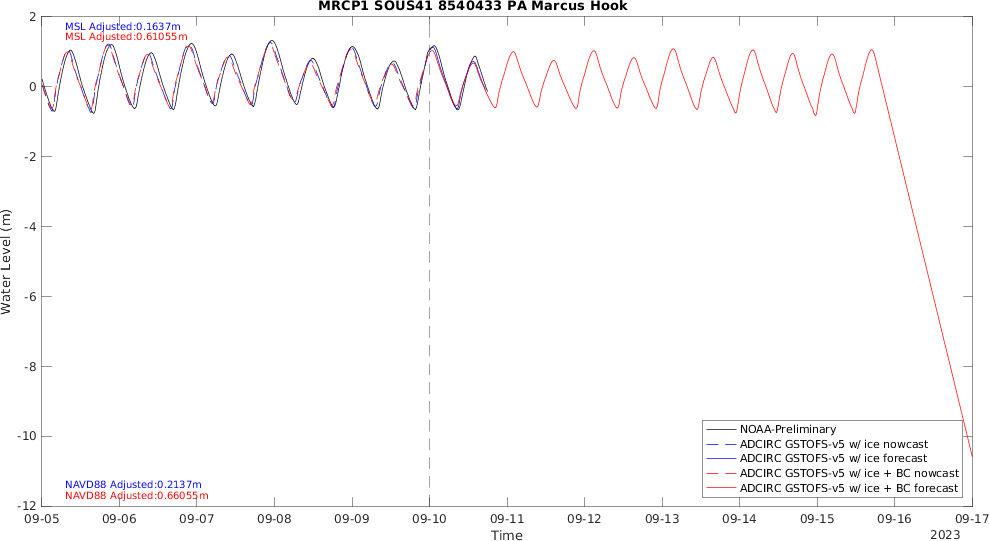 MRCP1 SOUS41 8540433 PA Marcus Hook
MSL Adjusted:0.1637m
MSL Adjusted:0.61055m
2
0
-2
-4
-6
-8
-10
-12
Water Level (m)
NOAA-Preliminary
ADCIRC GSTOFS-v5 w/ ice nowcast
ADCIRC GSTOFS-v5 w/ ice forecast
ADCIRC GSTOFS-v5 w/ ice + BC nowcast
ADCIRC GSTOFS-v5 w/ ice + BC forecast
NAVD88 Adjusted:0.2137m
NAVD88 Adjusted:0.66055m
09-05 09-06 09-07 09-08 09-09 09-10 09-11 09-12 09-13 09-14 09-15 09-16 09-17
Time
2023